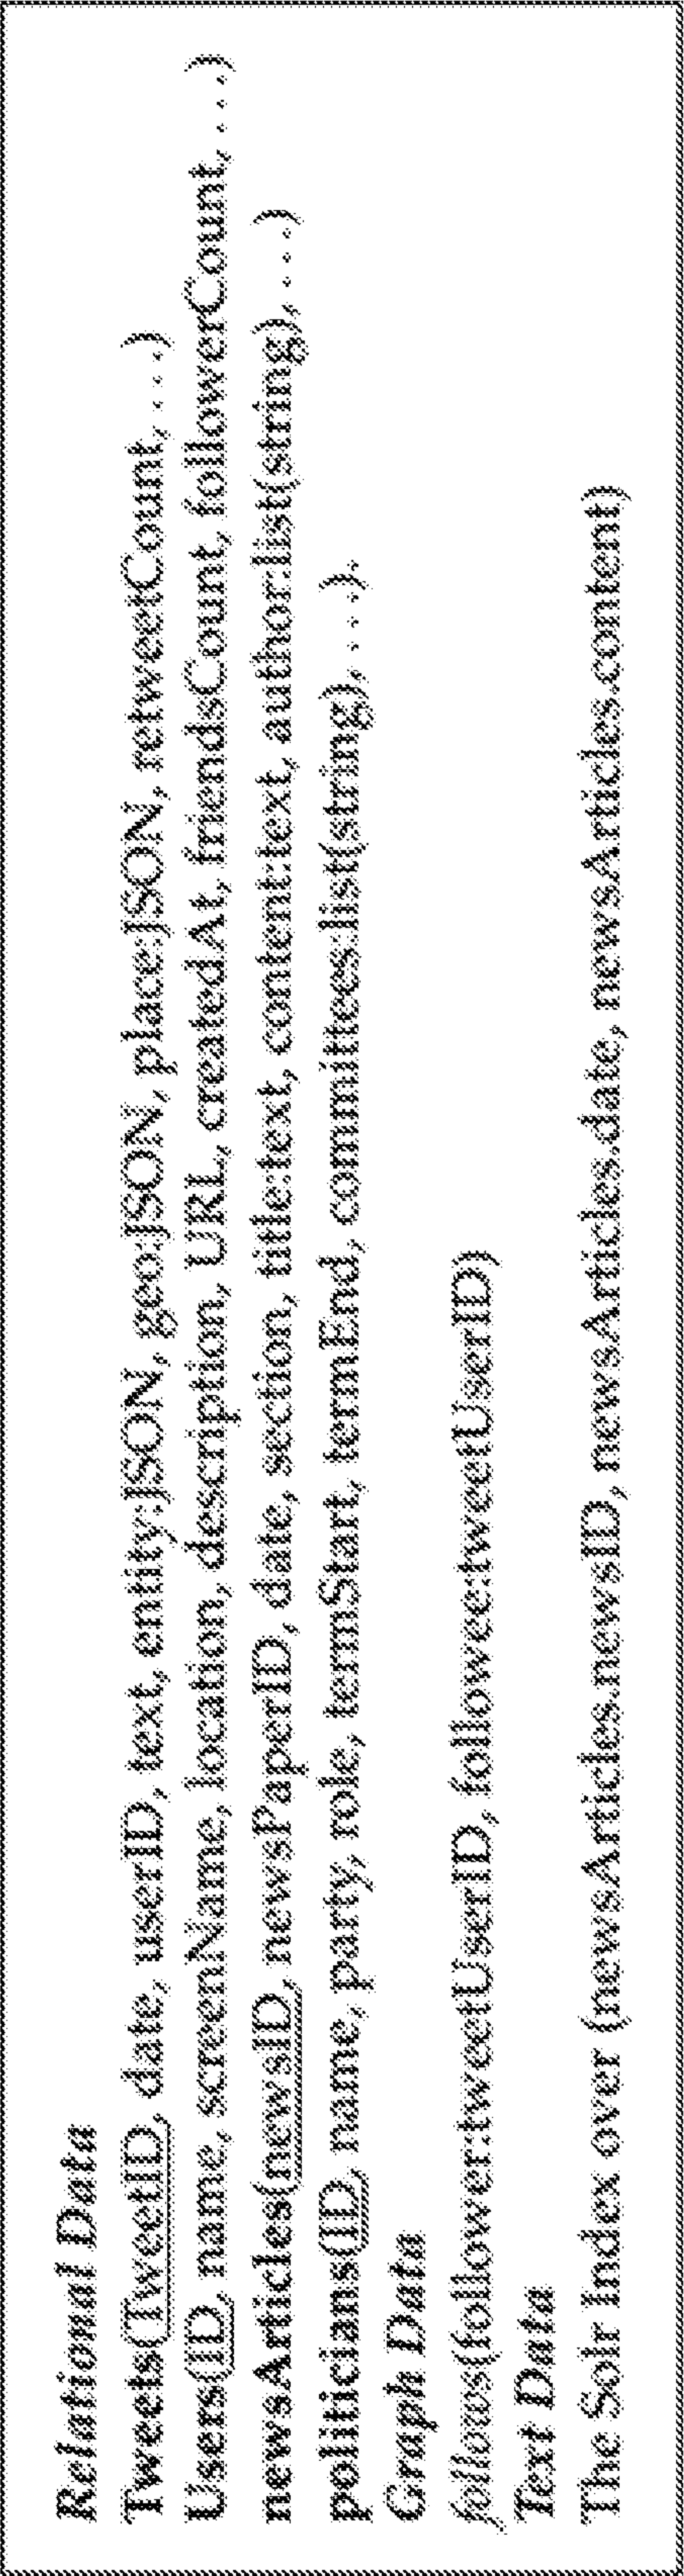 Relational Data
Tweets(TweetID, date, userID, text, entity:JSON, geo:JSON, place:JSON, retweetCount, . . .)
Users(ID, name, screenName, location, description, URL, createdAt, friendsCount, followerCount, . . .)
newsArticles(newsID, newsPaperID, date, section, title:text, content:text, author:list(string), . . .)
politicians(ID, name, party, role, termStart, termEnd, committees:list(string), . . .).
Graph Data
follows(follower:tweetUserID, followee:tweetUserID)
Text Data
The Solr Index over (newsArticles.newsID, newsArticles.date, newsArticles.content)